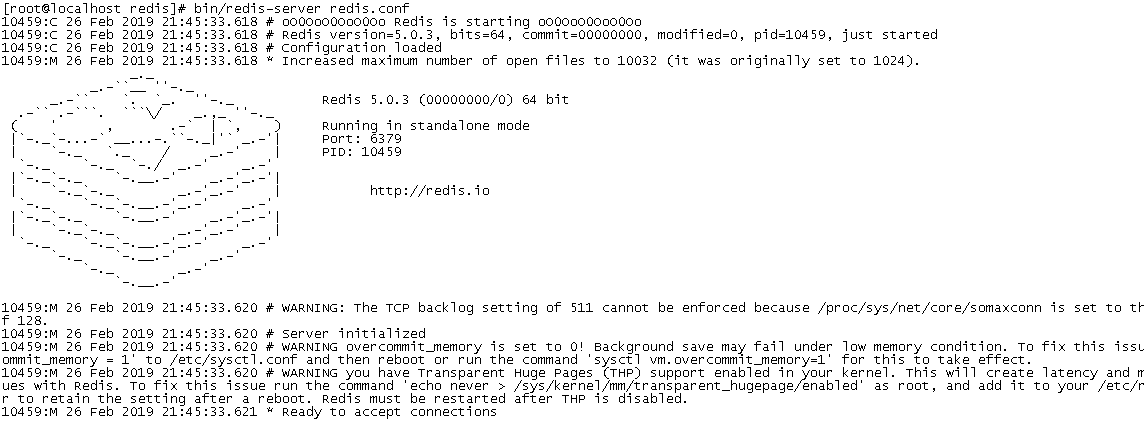 [root@localhost redis]# bin/redis-server redis.conf
10459:C 26 Feb 2019 21:45:33.618 # oO0OoO0OoO0Oo Redis is starting oO0OoO0OoO0Oo
10459:C 26 Feb 2019 21:45:33.618 # Redis version=5.0.3, bits=64, commit=00000000, modified=0, pid=10459, just started
10459:C 26 Feb 2019 21:45:33.618 # Configuration loaded
10459:M 26 Feb 2019 21:45:33.618 * Increased maximum number of open files to 10032 (it was originally set to 1024).
Redis 5.0.3 (00000000/0) 64 bit
Running in standalone mode
Port: 6379
PID: 10459
http://redis.io
10459:M 26 Feb 2019 21:45:33.620 # WARNING: The TCP backlog setting of 511 cannot be enforced because /proc/sys/net/core/somaxconn is set to th
f 128.
10459:M 26 Feb 2019 21:45:33.620 # Server initialized
10459:M 26 Feb 2019 21:45:33.620 # WARNING overcommit_memory is set to 0! Background save may fail under low memory condition. To fix this issu
ommit_memory = 1' to /etc/sysctl.conf and then reboot or run the command 'sysctl vm.overcommit_memory=1' for this to take effect.
10459:M 26 Feb 2019 21:45:33.620 # WARNING you have Transparent Huge Pages (THP) support enabled in your kernel. This will create latency and m
ues with Redis. To fix this issue run the command 'echo never > /sys/kernel/mm/transparent_hugepage/enabled' as root, and add it to your /etc/r
r to retain the setting after a reboot. Redis must be restarted after THP is disabled.
10459:M 26 Feb 2019 21:45:33.621 * Ready to accept connections